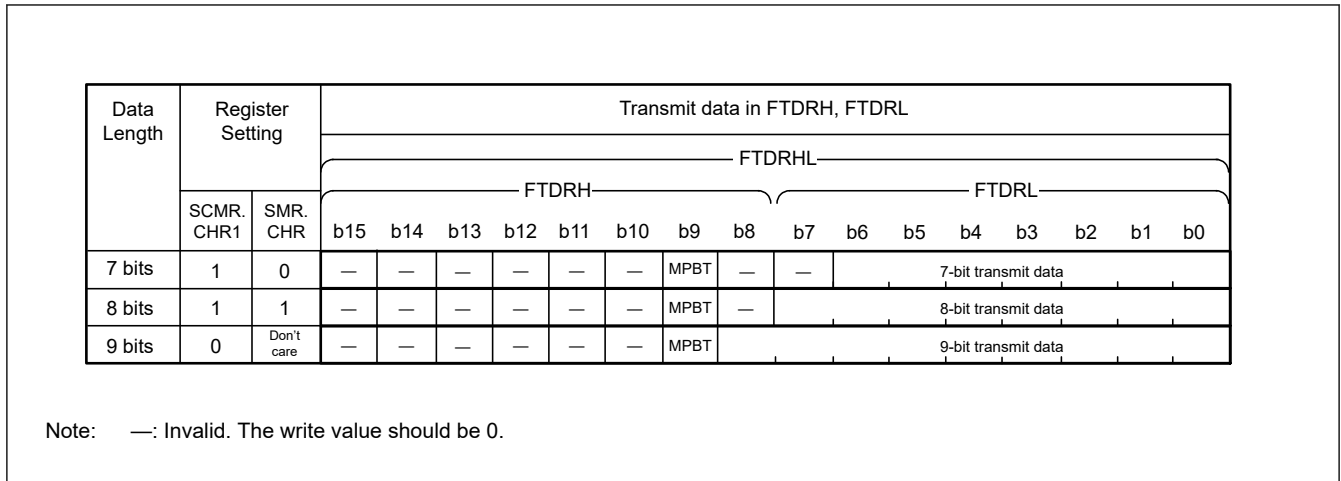 Data Length Register Setting Transmit data in FTDRH, FTDRL
FTDRHL
FTDRH FTDRL
SCMR. CHR1 SMR. CHR b15 b14 b13 b12 b11 b10 b9 b8 b7 b6 b5 b4 b3 b2 b1 b0
7 bits 1 0 — — — — — — MPBT — — 7-bit transmit data
8 bits 1 1 — — — — — — MPBT — 8-bit transmit data
9 bits 0 Don't care — — — — — — MPBT 9-bit transmit data
Note: —: Invalid. The write value should be 0.